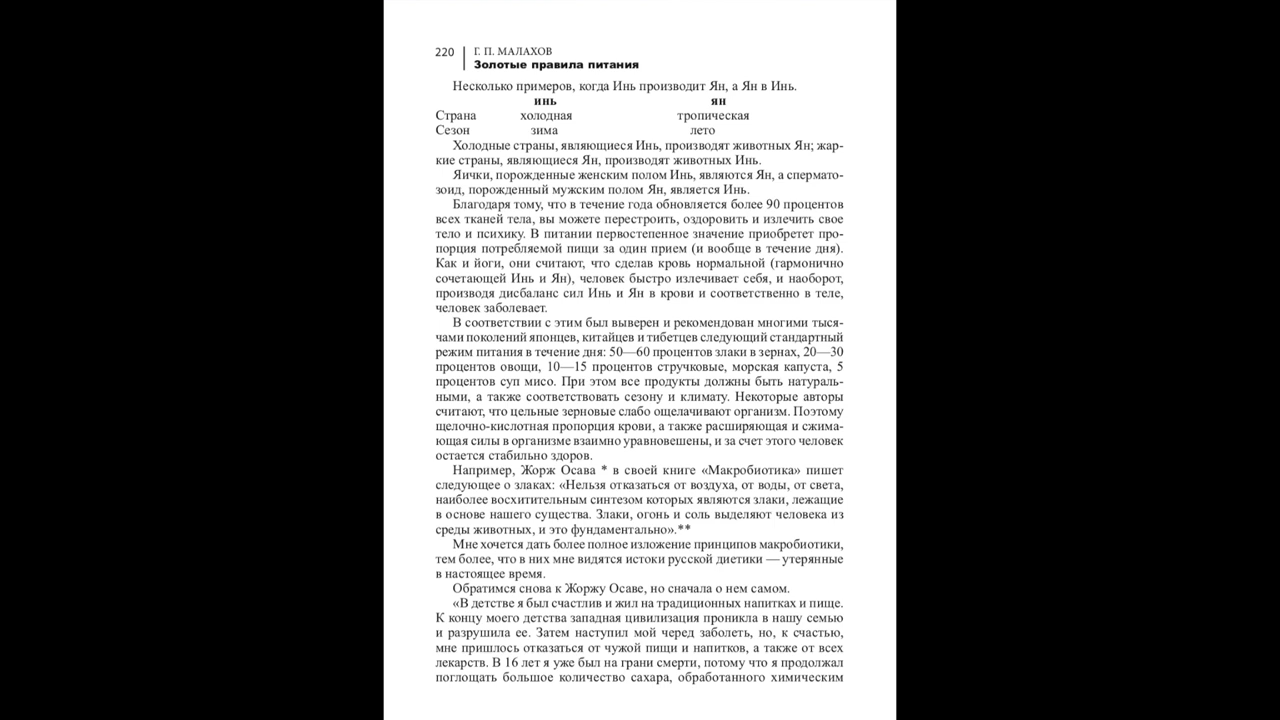 220
Г. П. МАЛАХОВ
Золотые правила питания
Несколько примеров, когда Инь производит Ян, а Ян в Инь.
инь ян
Страна холодная тропическая
Сезон зима лето
Холодные страны, являющиеся Инь, производят животных Ян; жар-
кие страны, являющиеся Ян, производят животных Инь.
Яички, порожденные женским полом Инь, являются Ян, а спермато-
зоид, порожденный мужским полом Ян, является Инь.
Благодаря тому, что в течение года обновляется более 90 процентов
всех тканей тела, вы можете перестроить, оздоровить и излечить свое
тело и психику. В питании первостепенное значение приобретет про-
порция потребляемой пищи за один прием (и вообще в течение дня).
Как и йоги, они считают, что сделав кровь нормальной (гармонично
сочетающей Инь и Ян), человек быстро излечивает себя, и наоборот,
производя дисбаланс сил Инь и Ян в крови и соответственно в теле,
человек заболевает.
В соответствии с этим был выверен и рекомендован многими тыся-
чами поколений японцев, китайцев и тибетцев следующий стандартный
режим питания в течение дня: 50—60 процентов злаки в зернах, 20—30
процентов овощи, 10—15 процентов стручковые, морская капуста, 5
процентов суп мисо. При этом все продукты должны быть натураль-
ными, а также соответствовать сезону и климату. Некоторые авторы
считают, что цельные зерновые слабо ощелачивают организм. Поэтому
щелочно-кислотная пропорция крови, а также расширяющая и сжима-
ющая силы в организме взаимно уравновешены, и за счет этого человек
остается стабильно здоров.
Например, Жорж Осава * в своей книге «Макробиотика» пишет
следующее о злаках: «Нельзя отказаться от воздуха, от воды, от света,
наиболее восхитительным синтезом которых являются злаки, лежащие
в основе нашего существа. Злаки, огонь и соль выделяют человека из
среды животных, и это фундаментально».**
Мне хочется дать более полное изложение принципов макробиотики,
тем более, что в них мне видятся истоки русской диетики — утерянные
в настоящее время.
Обратимся снова к Жоржу Осаве, но сначала о нем самом.
«В детстве я был счастлив и жил на традиционных напитках и пище.
К концу моего детства западная цивилизация проникла в нашу семью
и разрушила ее. Затем наступил мой черед заболеть, но, к счастью,
мне пришлось отказаться от чужой пищи и напитков, а также от всех
лекарств. В 16 лет я уже был на грани смерти, потому что я продолжал
поглощать большое количество сахара, обработанного химическим